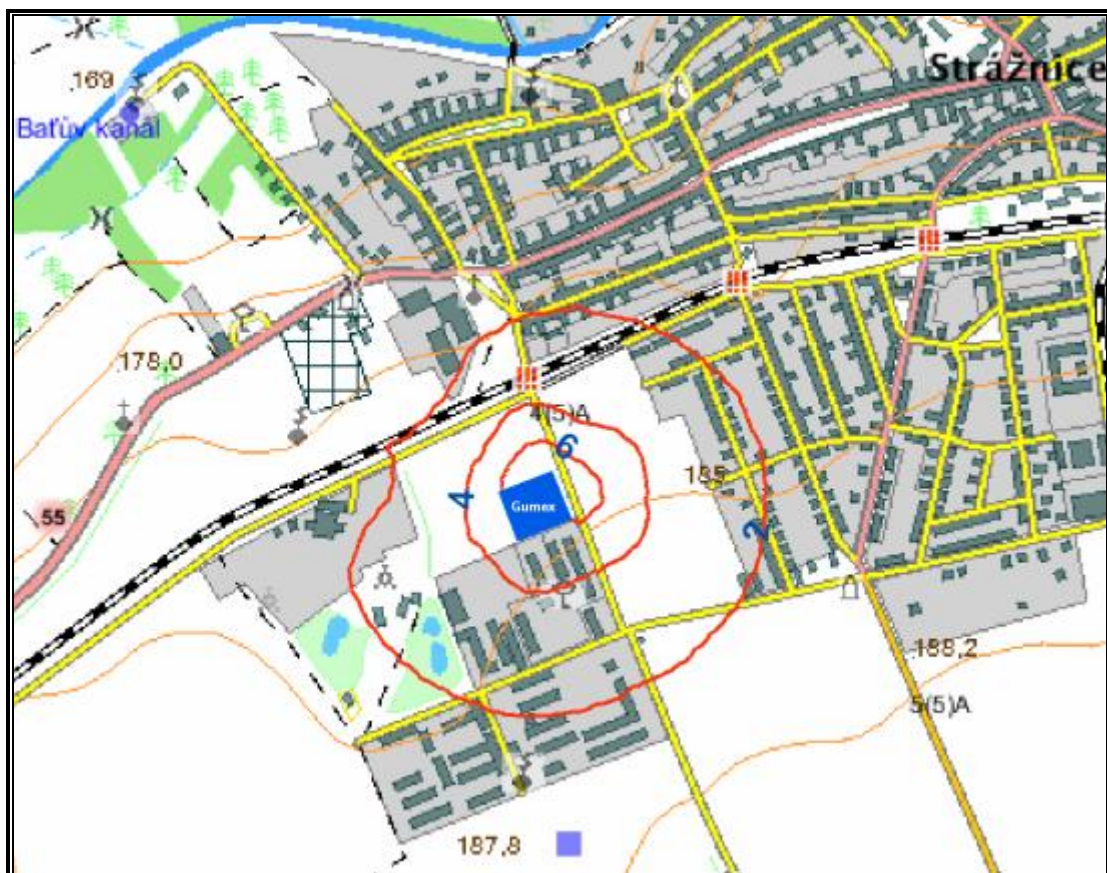 Strážnice
169
Baťův kanál
178,0
4(5)A
6
4
Gumex
185
2
55
188,2
5(5)A
187,8